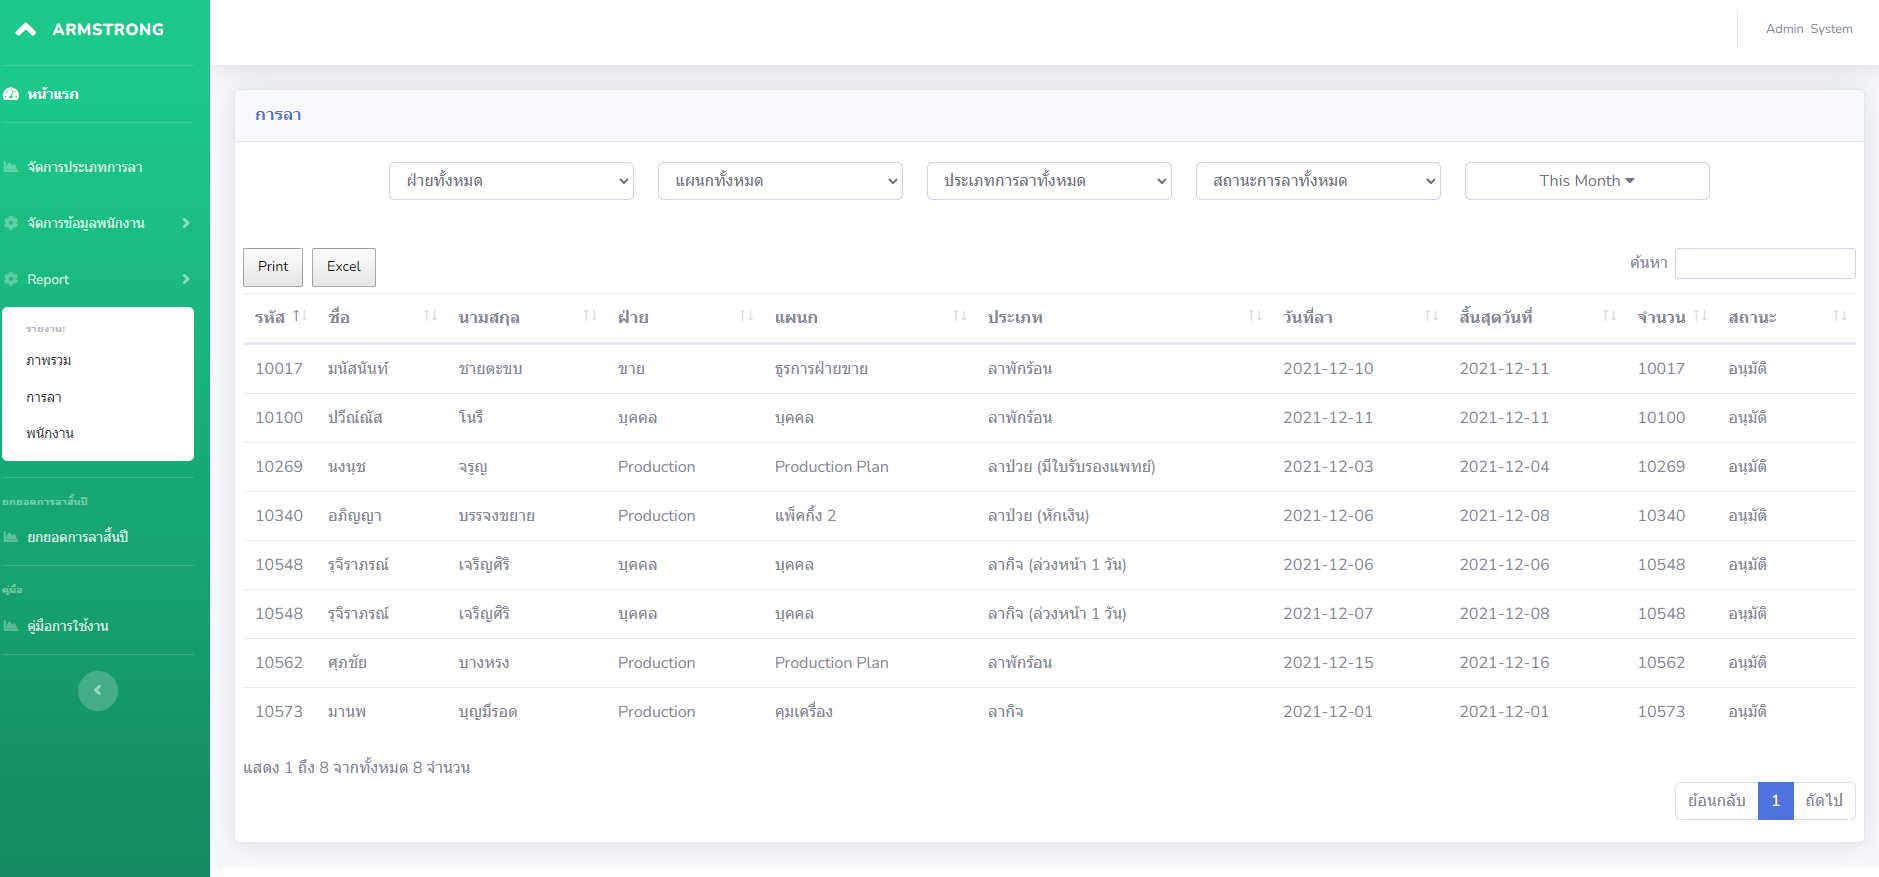 ARMSTRONG
Admin System
หน้าแรก
จัดการประเภทการลา
จัดการข้อมูลพนักงาน
Report
รายงาน:
ภาพรวม
การลา
พนักงาน
ยกยอดการลาสิ้นปี
ยกยอดการลาสิ้นปี
คู่มือ
คู่มือการใช้งาน
การลา
ฝ่ายทั้งหมด แผนกทั้งหมด ประเภทการลาทั้งหมด สถานะการลาทั้งหมด This Month
Print Excel ค้นหา
รหัส ชื่อ นามสกุล ฝ่าย แผนก ประเภท วันที่ลา สิ้นสุดวันที่ จำนวน สถานะ
10017 มนัสนันท์ ชายตะขบ ขาย ธูรการฝ่ายขาย ลาพักร้อน 2021-12-10 2021-12-11 10017 อนุมัติ
10100 ปวีณ์ณัส โนรี บุคคล บุคคล ลาพักร้อน 2021-12-11 2021-12-11 10100 อนุมัติ
10269 นงนุช จรูญ Production Production Plan ลาป่วย (มีใบรับรองแพทย์) 2021-12-03 2021-12-04 10269 อนุมัติ
10340 อภิญญา บรรจงขยาย Production แพ็คกิ้ง 2 ลาป่วย (หักเงิน) 2021-12-06 2021-12-08 10340 อนุมัติ
10548 รุจิราภรณ์ เจริญศิริ บุคคล บุคคล ลากิจ (ล่วงหน้า 1 วัน) 2021-12-06 2021-12-06 10548 อนุมัติ
10548 รุจิราภรณ์ เจริญศิริ บุคคล บุคคล ลากิจ (ล่วงหน้า 1 วัน) 2021-12-07 2021-12-08 10548 อนุมัติ
10562 ศุภชัย บางหรง Production Production Plan ลาพักร้อน 2021-12-15 2021-12-16 10562 อนุมัติ
10573 มานพ บุญมีรอด Production คุมเครื่อง ลากิจ 2021-12-01 2021-12-01 10573 อนุมัติ
แสดง 1 ถึง 8 จากทั้งหมด 8 จำนวน
ย้อนกลับ 1 ถัดไป